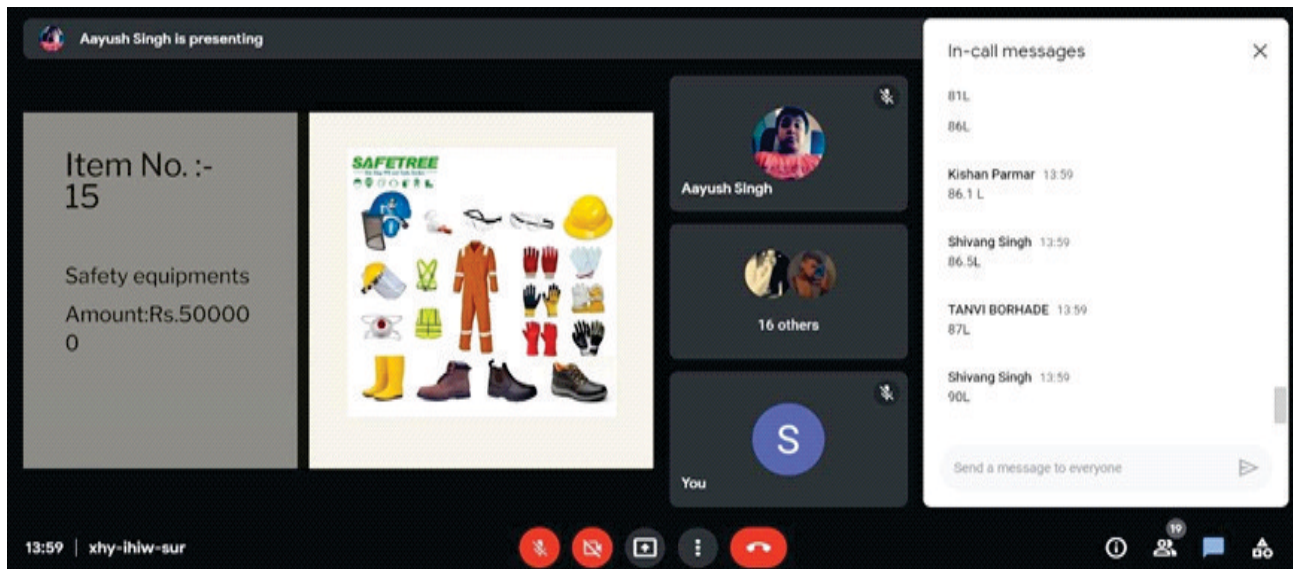 Aayush Singh is presenting
Item No. :-
15
Safety equipments
Amount:Rs.50000
0
SAFETREE
Aayush Singh
16 others
S
You
In-call messages
81L
86L
Kishan Parmar 13:59
86.1 L
Shivang Singh 13:59
86.5L
TANVI BORHADE 13:59
87L
Shivang Singh 13:59
90L
Send a message to everyone
13:59 | xhy-ihiw-sur
19